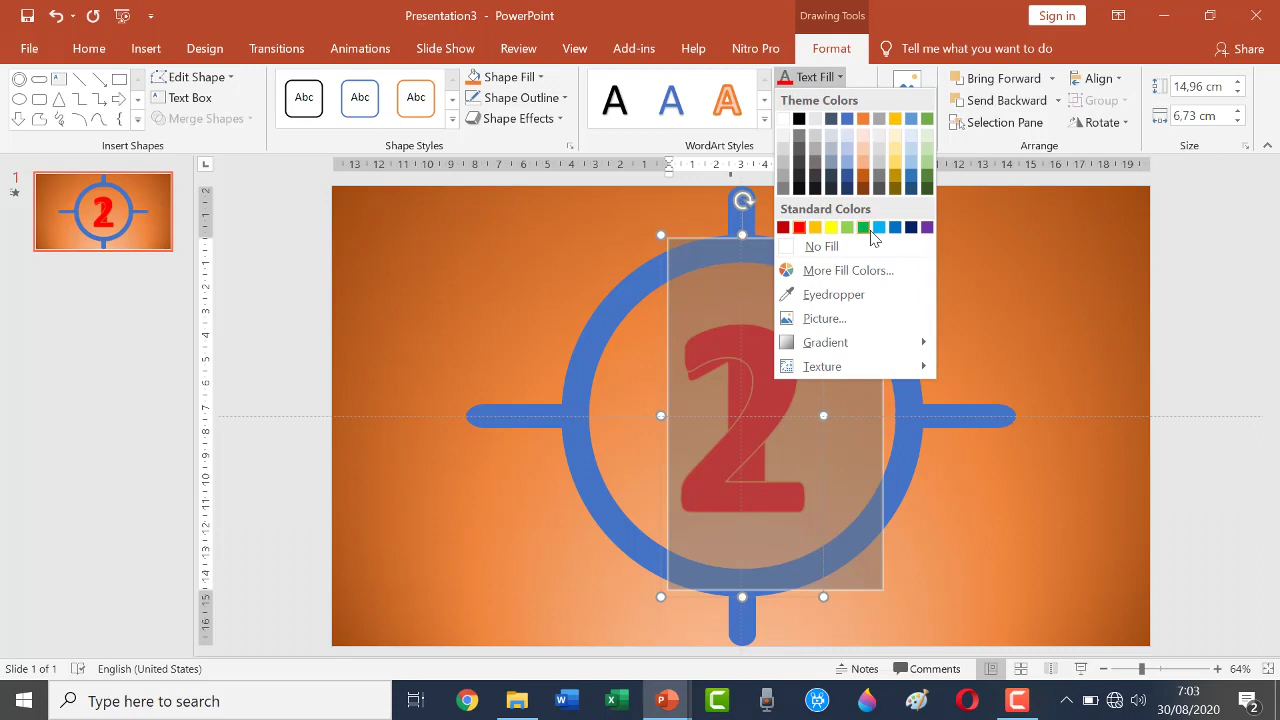 Presentation3 - PowerPoint
Drawing Tools
Sign in
File Home Insert Design Transitions Animations Slide Show Review View Add-ins Help Nitro Pro Format Tell me what you want to do Share
Edit Shape
Text Box
Merge Shapes
Insert Shapes
Abc Abc Abc
Shape Fill
Shape Outline
Shape Effects
Shape Styles
A A A
WordArt Styles
A Text Fill
Bring Forward
Send Backward
Selection Pane
Align
Group
Rotate
Arrange
14,96 cm
6,73 cm
Size
Theme Colors
Standard Colors
No Fill
More Fill Colors...
Eyedropper
Picture...
Gradient
Texture
1
2
2
Slide 1 of 1 English (United States) Notes Comments 64%
Type here to search
7:03
30/08/2020